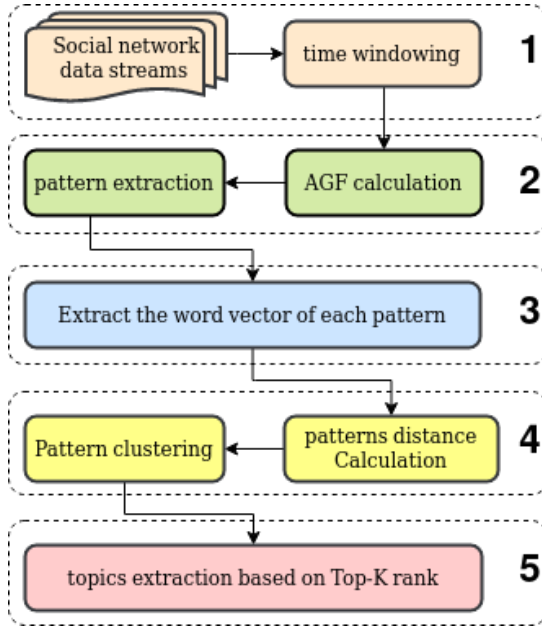 Social network
data streams
time windowing
1
pattern extraction
AGF calculation
2
Extract the word vector of each pattern
3
Pattern clustering
patterns distance
Calculation
4
topics extraction based on Top-K rank
5